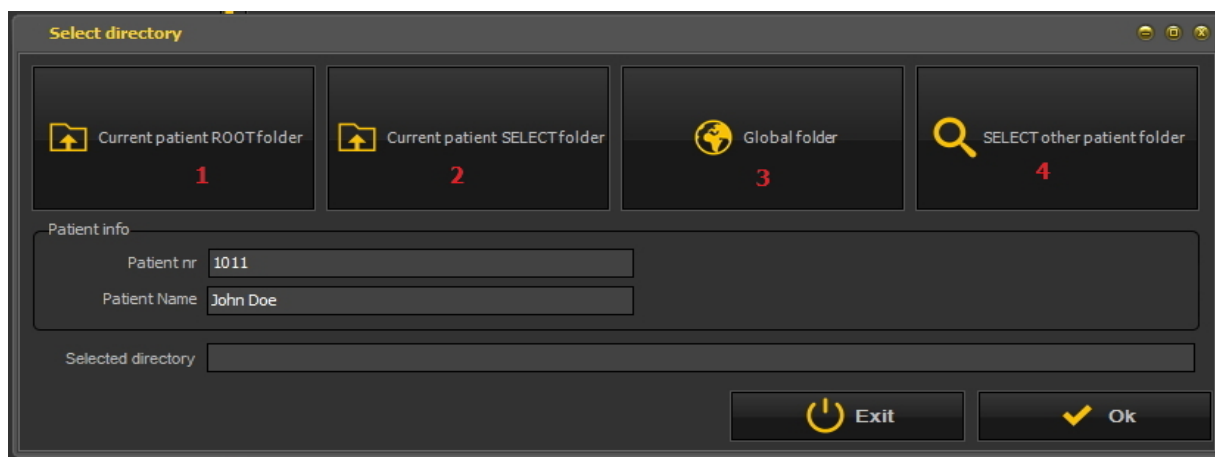 Select directory
Current patient ROOT folder
1
Current patient SELECT folder
2
Global folder
3
SELECT other patient folder
4
Patient info
Patient nr 1011
Patient Name John Doe
Selected directory
Exit
Ok